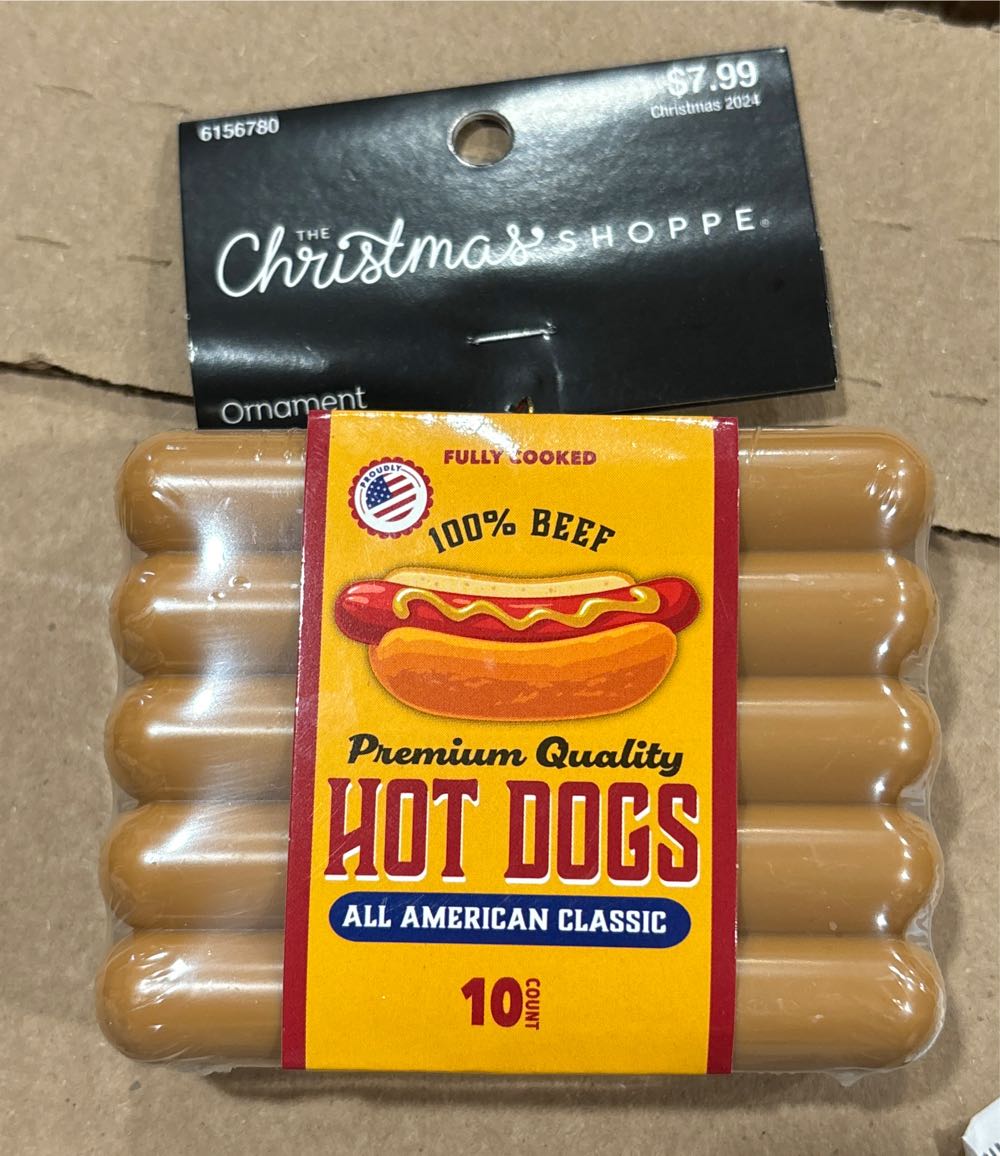 $7.99
Christmas 2024
6156780
THE Christmas SHOPPE®
Ornament
FULLY COOKED
PROUDLY
100% BEEF
Premium Quality
HOT DOGS
ALL AMERICAN CLASSIC
10 COUNT